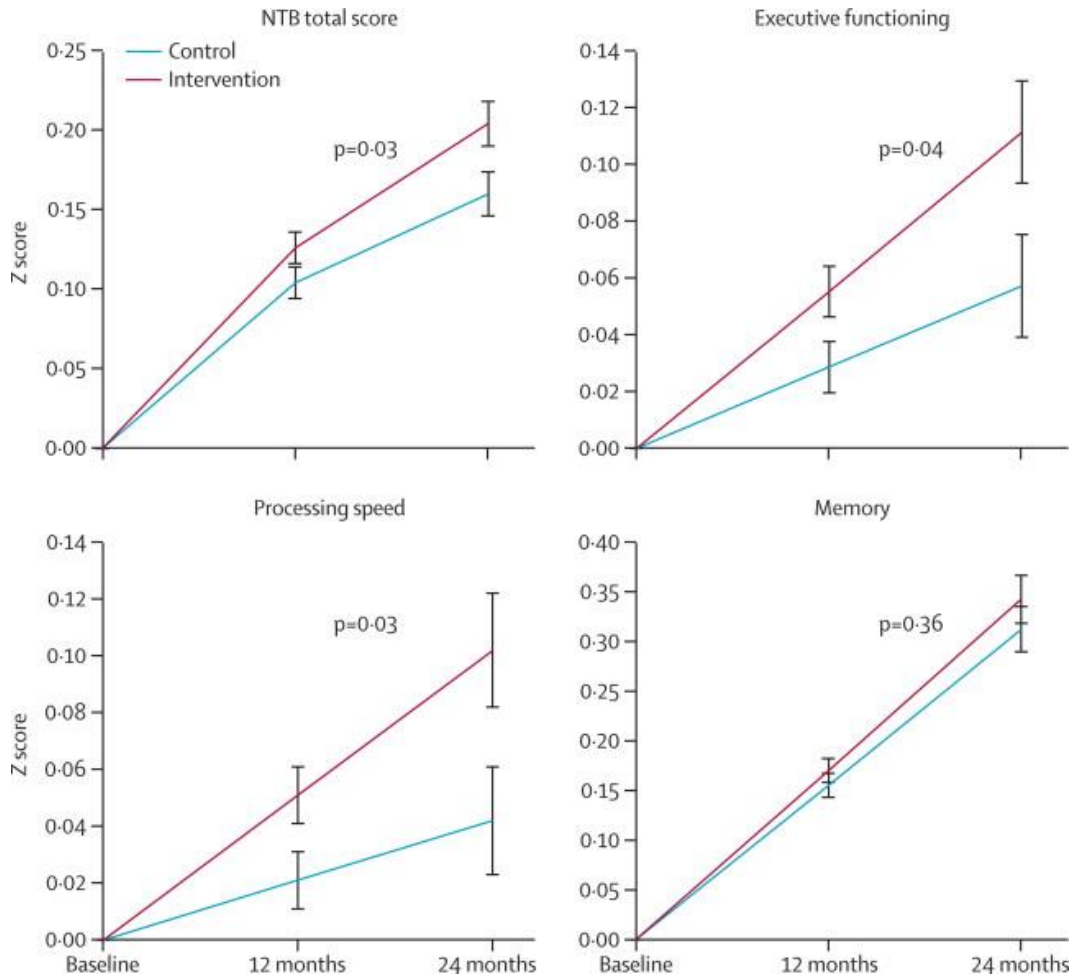 NTB total score
Control
Intervention
p=0·03
Z score
0·25
0·20
0·15
0·10
0·05
0·00
Executive functioning
p=0·04
0·14
0·12
0·10
0·08
0·06
0·04
0·02
0·00
Processing speed
p=0·03
Z score
0·14
0·12
0·10
0·08
0·06
0·04
0·02
0·00
Baseline
12 months
24 months
Memory
p=0·36
0·40
0·35
0·30
0·25
0·20
0·15
0·10
0·05
0·00
Baseline
12 months
24 months